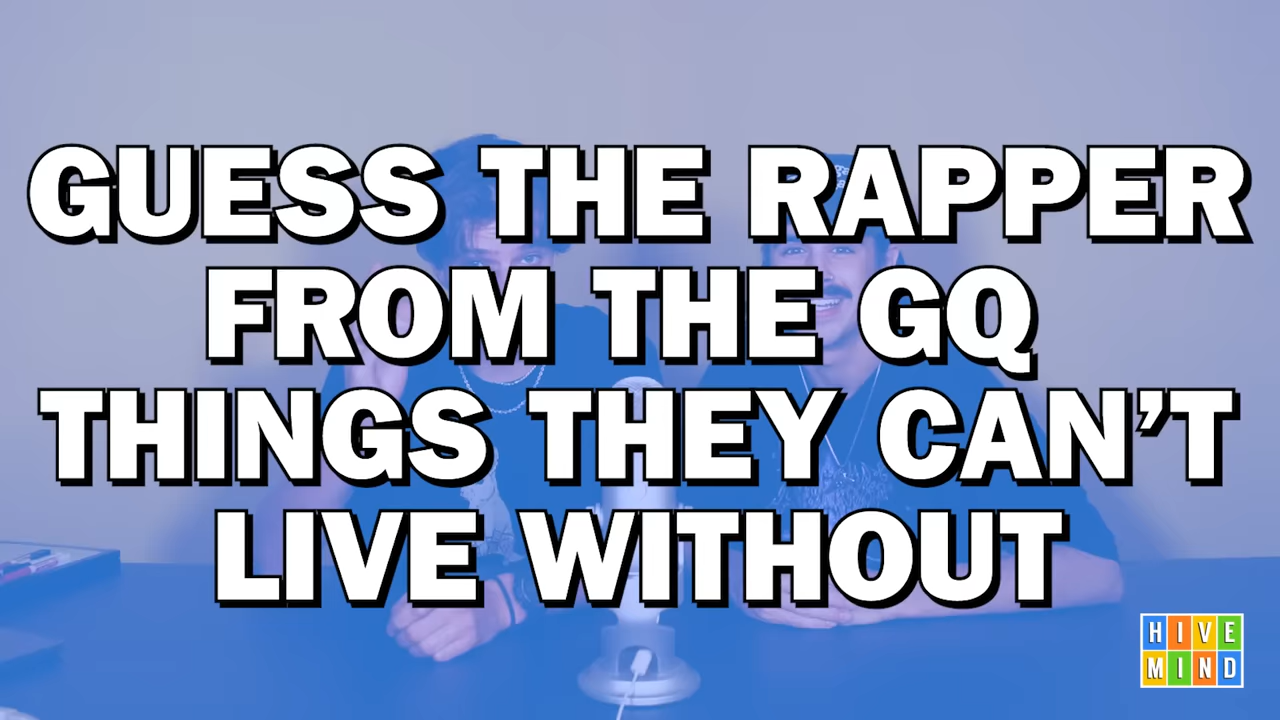 GUESS THE RAPPER
FROM THE GQ
THINGS THEY CAN’T
LIVE WITHOUT
HIVE
MIND